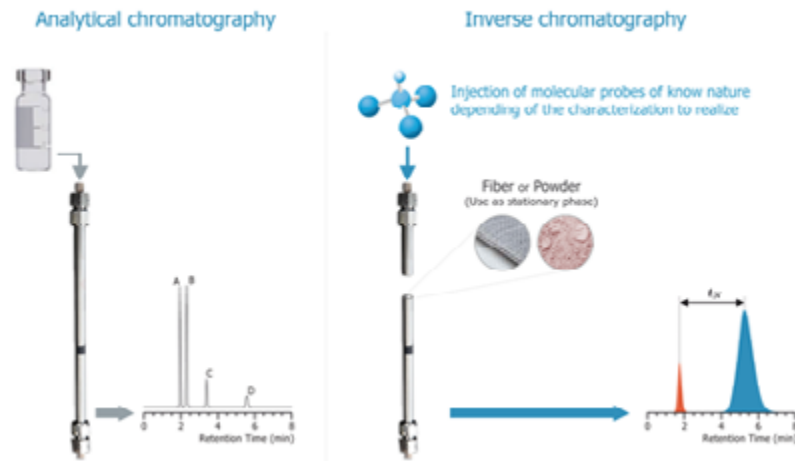 Analytical chromatography
Inverse chromatography
Injection of molecular probes of know nature
depending of the characterization to realize
Fiber or Powder
(Use as stationary phase)
A B
C
D
0 2 4 6 8
Retention Time (min)
0 2 4 6 8
Retention Time (min)